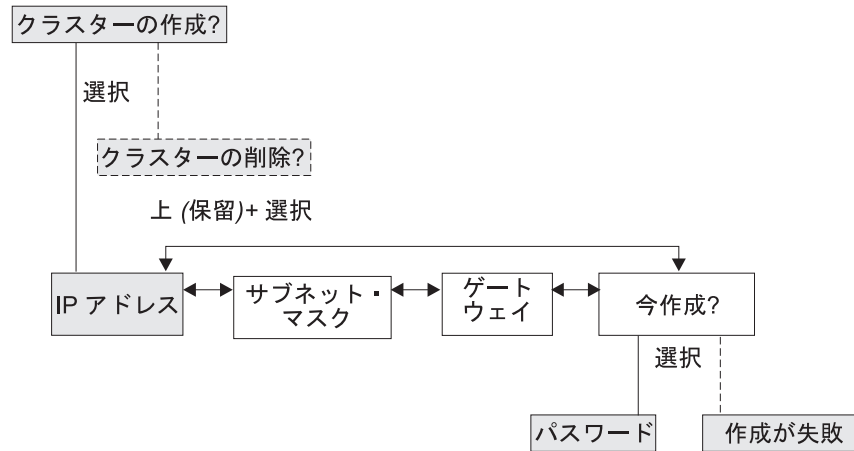 クラスターの作成?
選択
クラスターの削除?
上 (保留)+ 選択
IP アドレス
サブネット・
マスク
ゲート
ウェイ
今作成?
選択
パスワード
作成が失敗